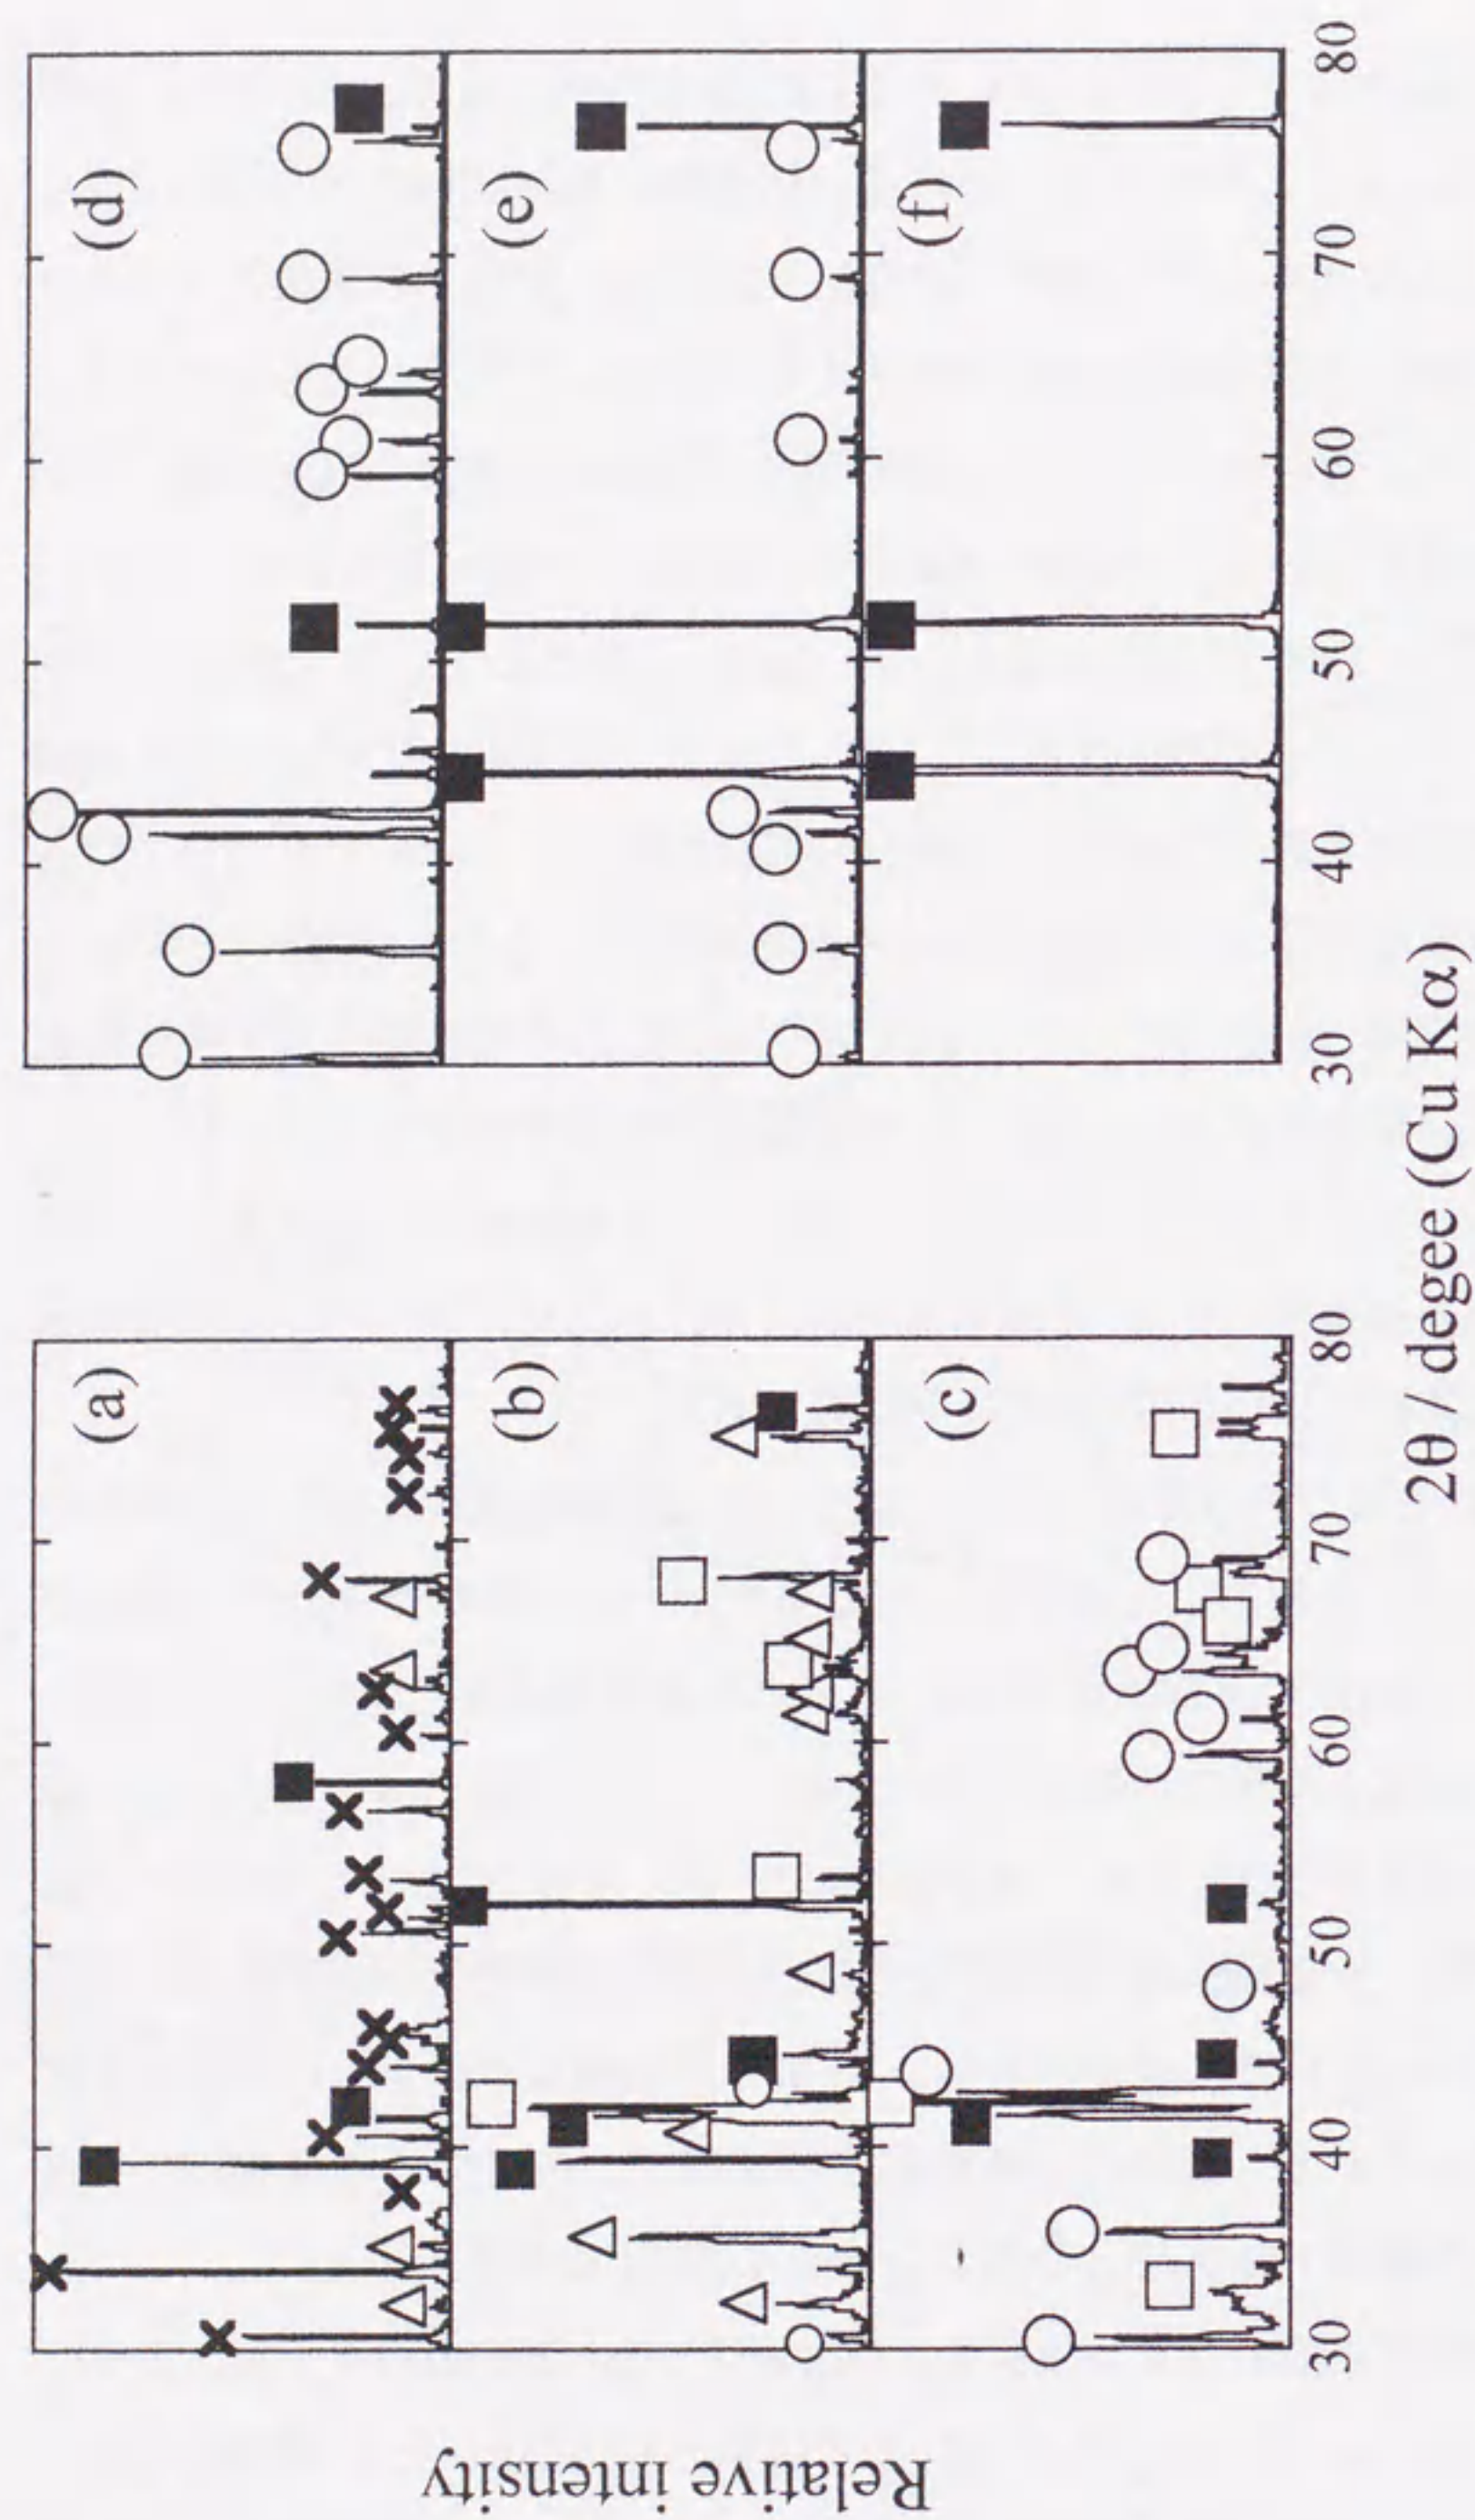 Relative intensity
(a)
(b)
(c)
30 40 50 60 70 80
(d)
(e)
(f)
30 40 50 60 70 80
2θ / degee (Cu Kα)